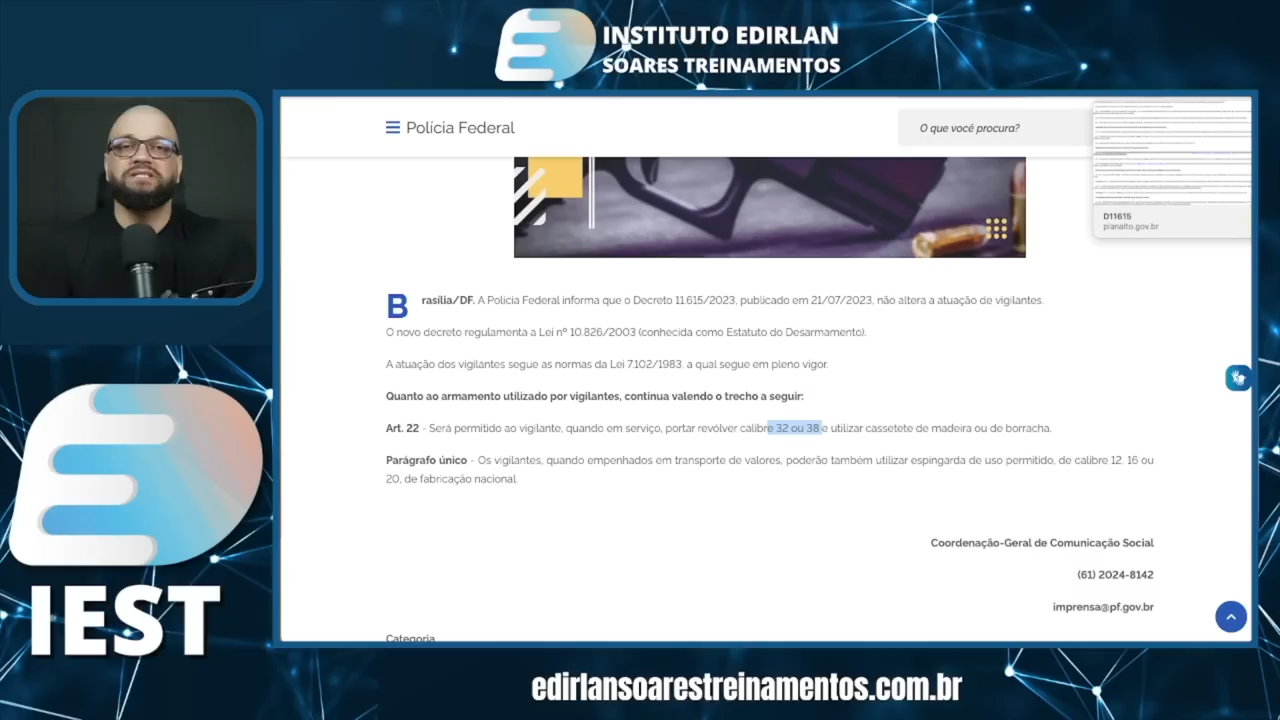 INSTITUTO EDIRLAN
SOARES TREINAMENTOS
Polícia Federal
O que você procura?
D11615
planalto.gov.br
Brasília/DF. A Polícia Federal informa que o Decreto 11.615/2023, publicado em 21/07/2023, não altera a atuação de vigilantes.
O novo decreto regulamenta a Lei nº 10.826/2003 (conhecida como Estatuto do Desarmamento).
A atuação dos vigilantes segue as normas da Lei 7.102/1983, a qual segue em pleno vigor.
Quanto ao armamento utilizado por vigilantes, continua valendo o trecho a seguir:
Art. 22 - Será permitido ao vigilante, quando em serviço, portar revólver calibre 32 ou 38 e utilizar cassetete de madeira ou de borracha.
Parágrafo único - Os vigilantes, quando empenhados em transporte de valores, poderão também utilizar espingarda de uso permitido, de calibre 12, 16 ou
20, de fabricação nacional.
Coordenação-Geral de Comunicação Social
(61) 2024-8142
imprensa@pf.gov.br
Categoria
IEST
edirlansoarestreinamentos.com.br